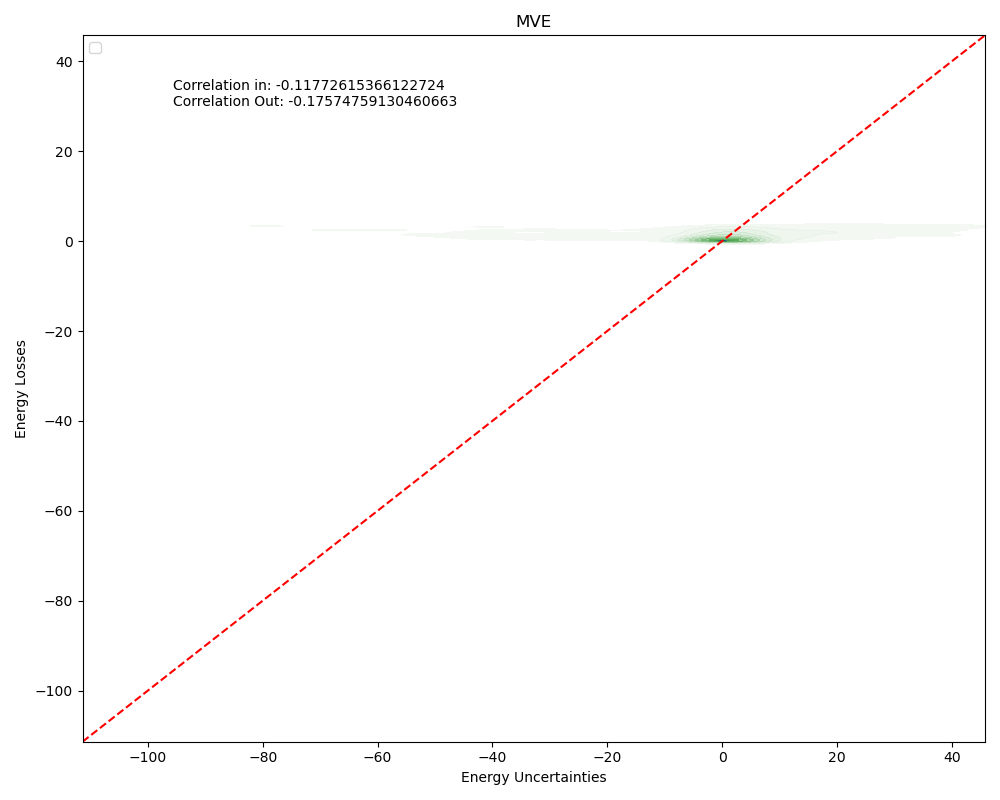 MVE
Correlation in: -0.11772615366122724
Correlation Out: -0.17574759130460663
Energy Losses
40
20
0
−20
−40
−60
−80
−100
−100 −80 −60 −40 −20 0 20 40
Energy Uncertainties